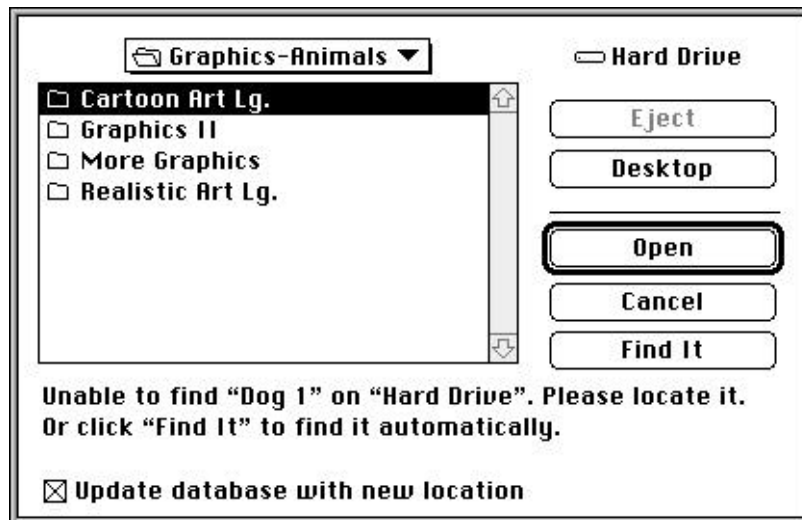 Graphics-Animals
Hard Drive
Cartoon Art Lg.
Graphics II
More Graphics
Realistic Art Lg.
Eject
Desktop
Open
Cancel
Find It
Unable to find “Dog 1” on “Hard Drive”. Please locate it.
Or click “Find It” to find it automatically.
Update database with new location